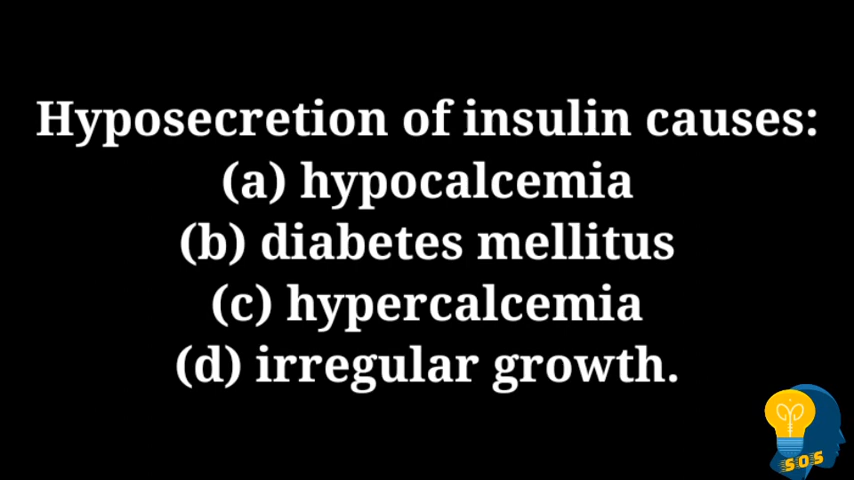 Hyposecretion of insulin causes:
(a) hypocalcemia
(b) diabetes mellitus
(c) hypercalcemia
(d) irregular growth.
SOS